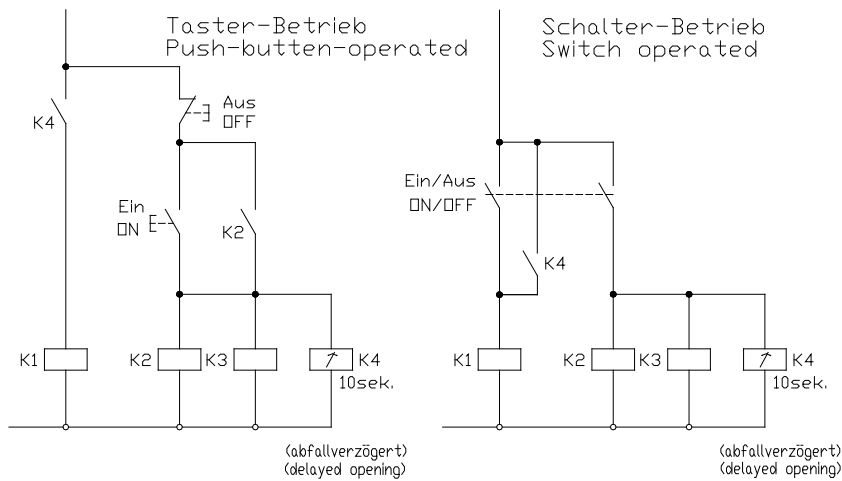 Taster-Betrieb
Push-butten-operated
Schalter-Betrieb
Switch operated
K4
Aus
OFF
Ein
ON
K2
Ein/Aus
ON/OFF
K4
K1
K2
K3
K4
10sek.
K1
K2
K3
K4
10sek.
(abfallverzögert)
(delayed opening)
(abfallverzögert)
(delayed opening)